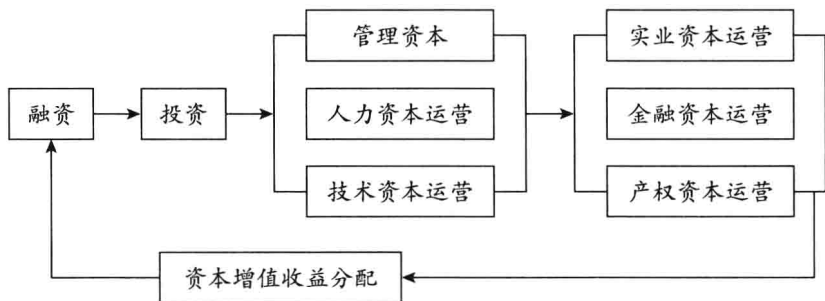 融资
投资
管理资本
人力资本运营
技术资本运营
实业资本运营
金融资本运营
产权资本运营
资本增值收益分配